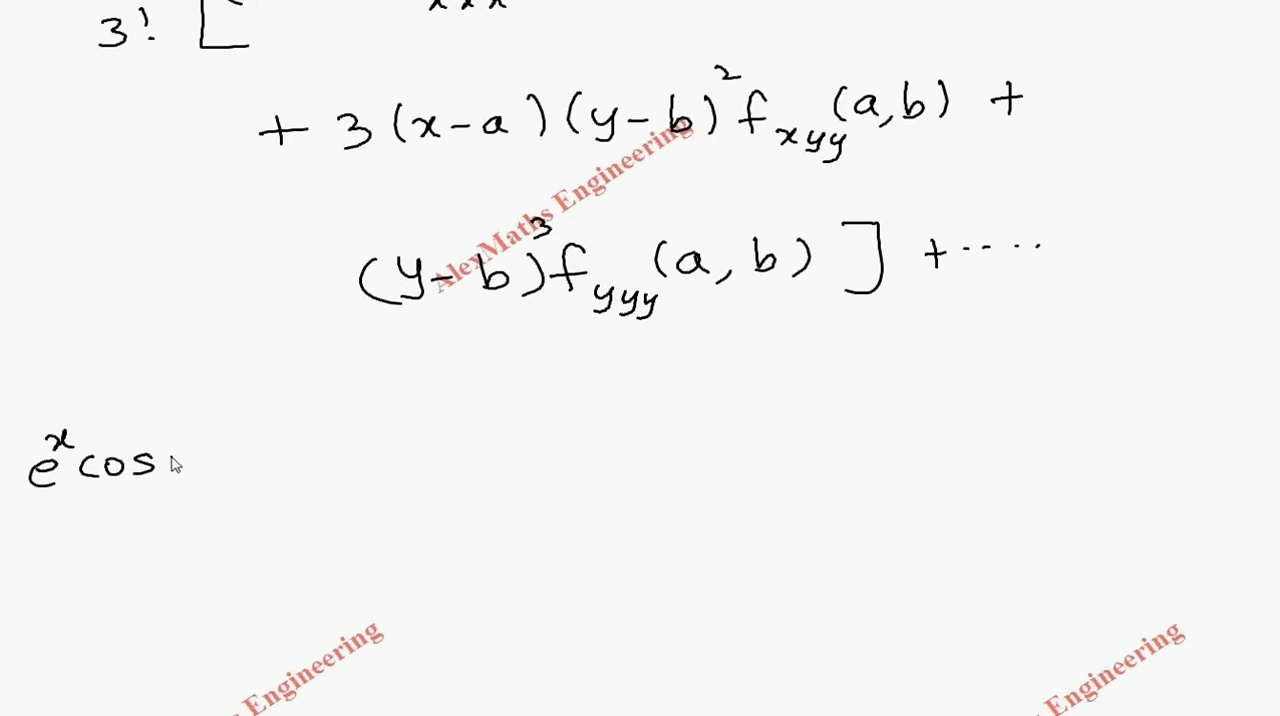 3! [ x x x
+ 3 (x-a) (y-b)² f_xyy (a,b) +
(y-b)³ f_yyy (a,b) ] + ....
e^x cos
AlexMaths Engineering
s Engineering
s Engineering